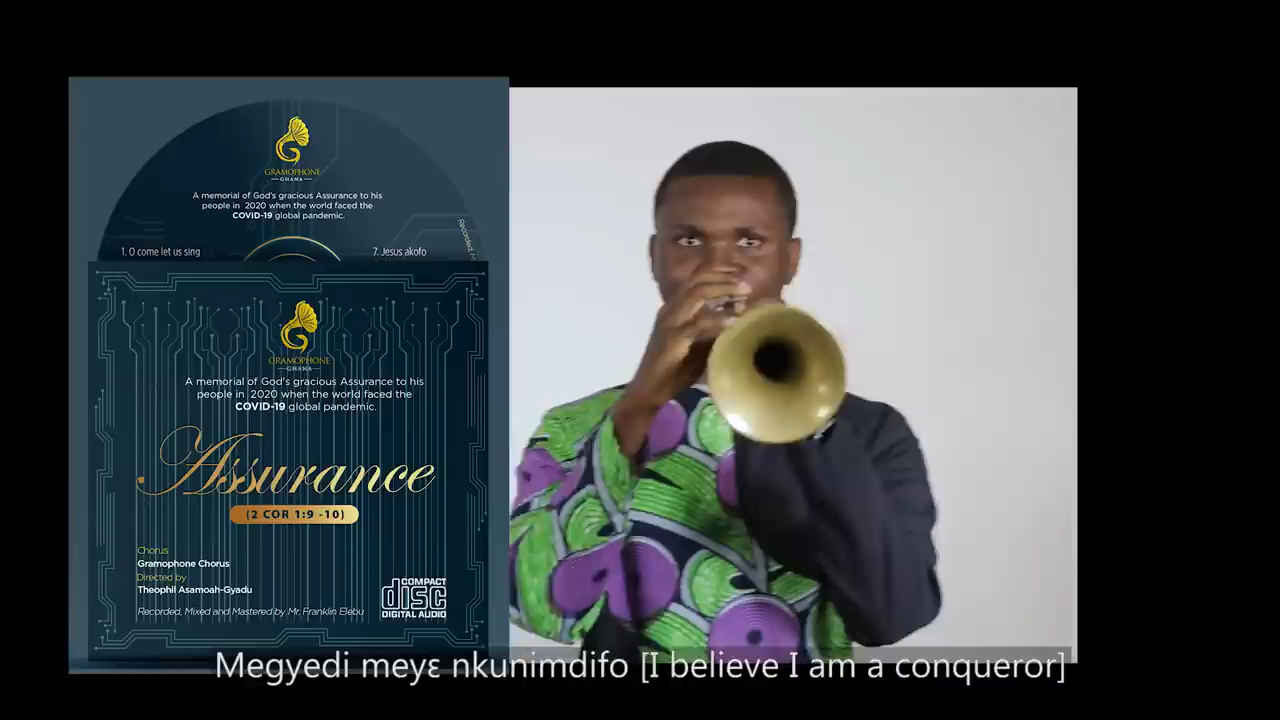 GRAMOPHONE
GHANA
A memorial of God's gracious Assurance to his
people in 2020 when the world faced the
COVID-19 global pandemic.
1. O come let us sing
7. Jesus akofo
GRAMOPHONE
GHANA
A memorial of God's gracious Assurance to his
people in 2020 when the world faced the
COVID-19 global pandemic.
Assurance
(2 COR 1:9 -10)
Chorus
Gramophone Chorus
Directed by
Theophil Asamoah-Gyadu
Recorded, Mixed and Mastered by Mr. Franklin Elebu
COMPACT
disc
DIGITAL AUDIO
Megyedi meyɛ nkunimdifo [I believe I am a conqueror]